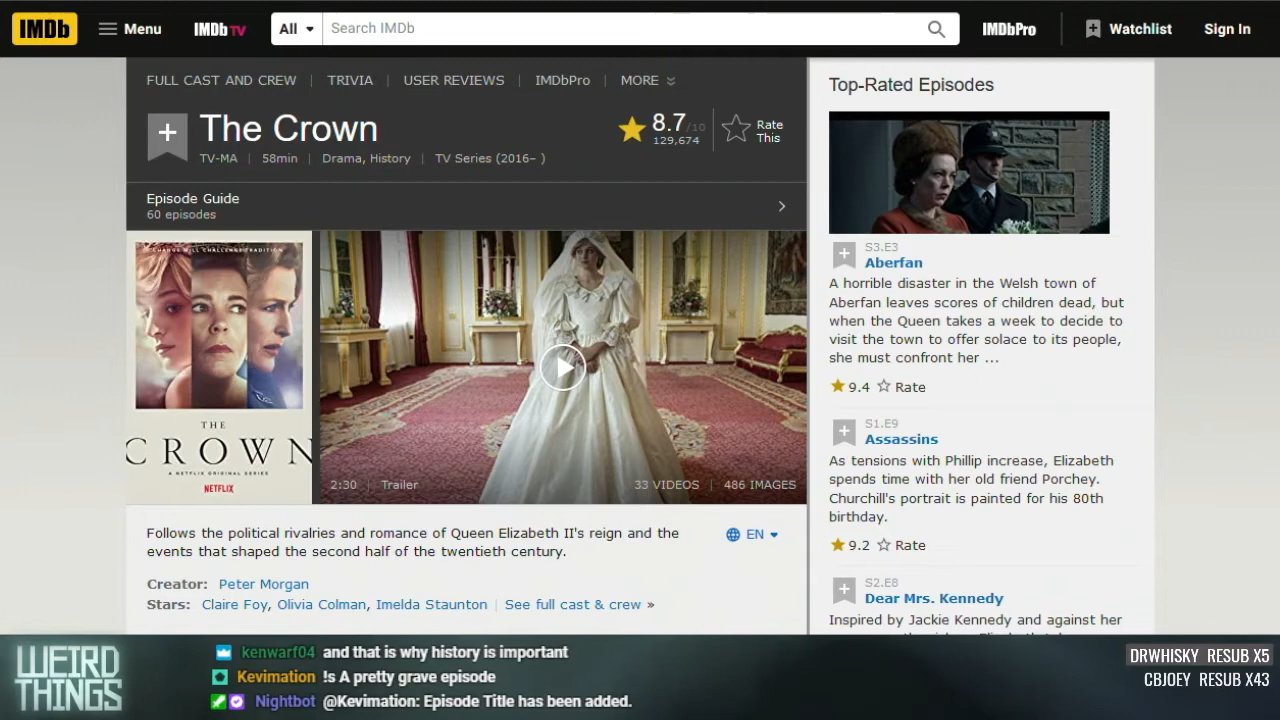 IMDb
Menu
IMDb TV
All
Search IMDb
IMDbPro
Watchlist
Sign In
FULL CAST AND CREW | TRIVIA | USER REVIEWS | IMDbPro | MORE
The Crown
8.7/10
129,674
Rate This
TV-MA | 58min | Drama, History | TV Series (2016– )
Episode Guide
60 episodes
CHANGE WILL CHALLENGE TRADITION
THE
CROWN
A NETFLIX ORIGINAL SERIES
NETFLIX
2:30 | Trailer
33 VIDEOS | 486 IMAGES
Follows the political rivalries and romance of Queen Elizabeth II's reign and the
events that shaped the second half of the twentieth century.
EN
Creator: Peter Morgan
Stars: Claire Foy, Olivia Colman, Imelda Staunton | See full cast & crew »
Top-Rated Episodes
S3.E3
Aberfan
A horrible disaster in the Welsh town of
Aberfan leaves scores of children dead, but
when the Queen takes a week to decide to
visit the town to offer solace to its people,
she must confront her ...
9.4 Rate
S1.E9
Assassins
As tensions with Phillip increase, Elizabeth
spends time with her old friend Porchey.
Churchill's portrait is painted for his 80th
birthday.
9.2 Rate
S2.E8
Dear Mrs. Kennedy
Inspired by Jackie Kennedy and against her
WEIRD
THINGS
kenwarf04 and that is why history is important
Kevimation !s A pretty grave episode
Nightbot @Kevimation: Episode Title has been added.
DRWHISKY RESUB X5
CBJOEY RESUB X43